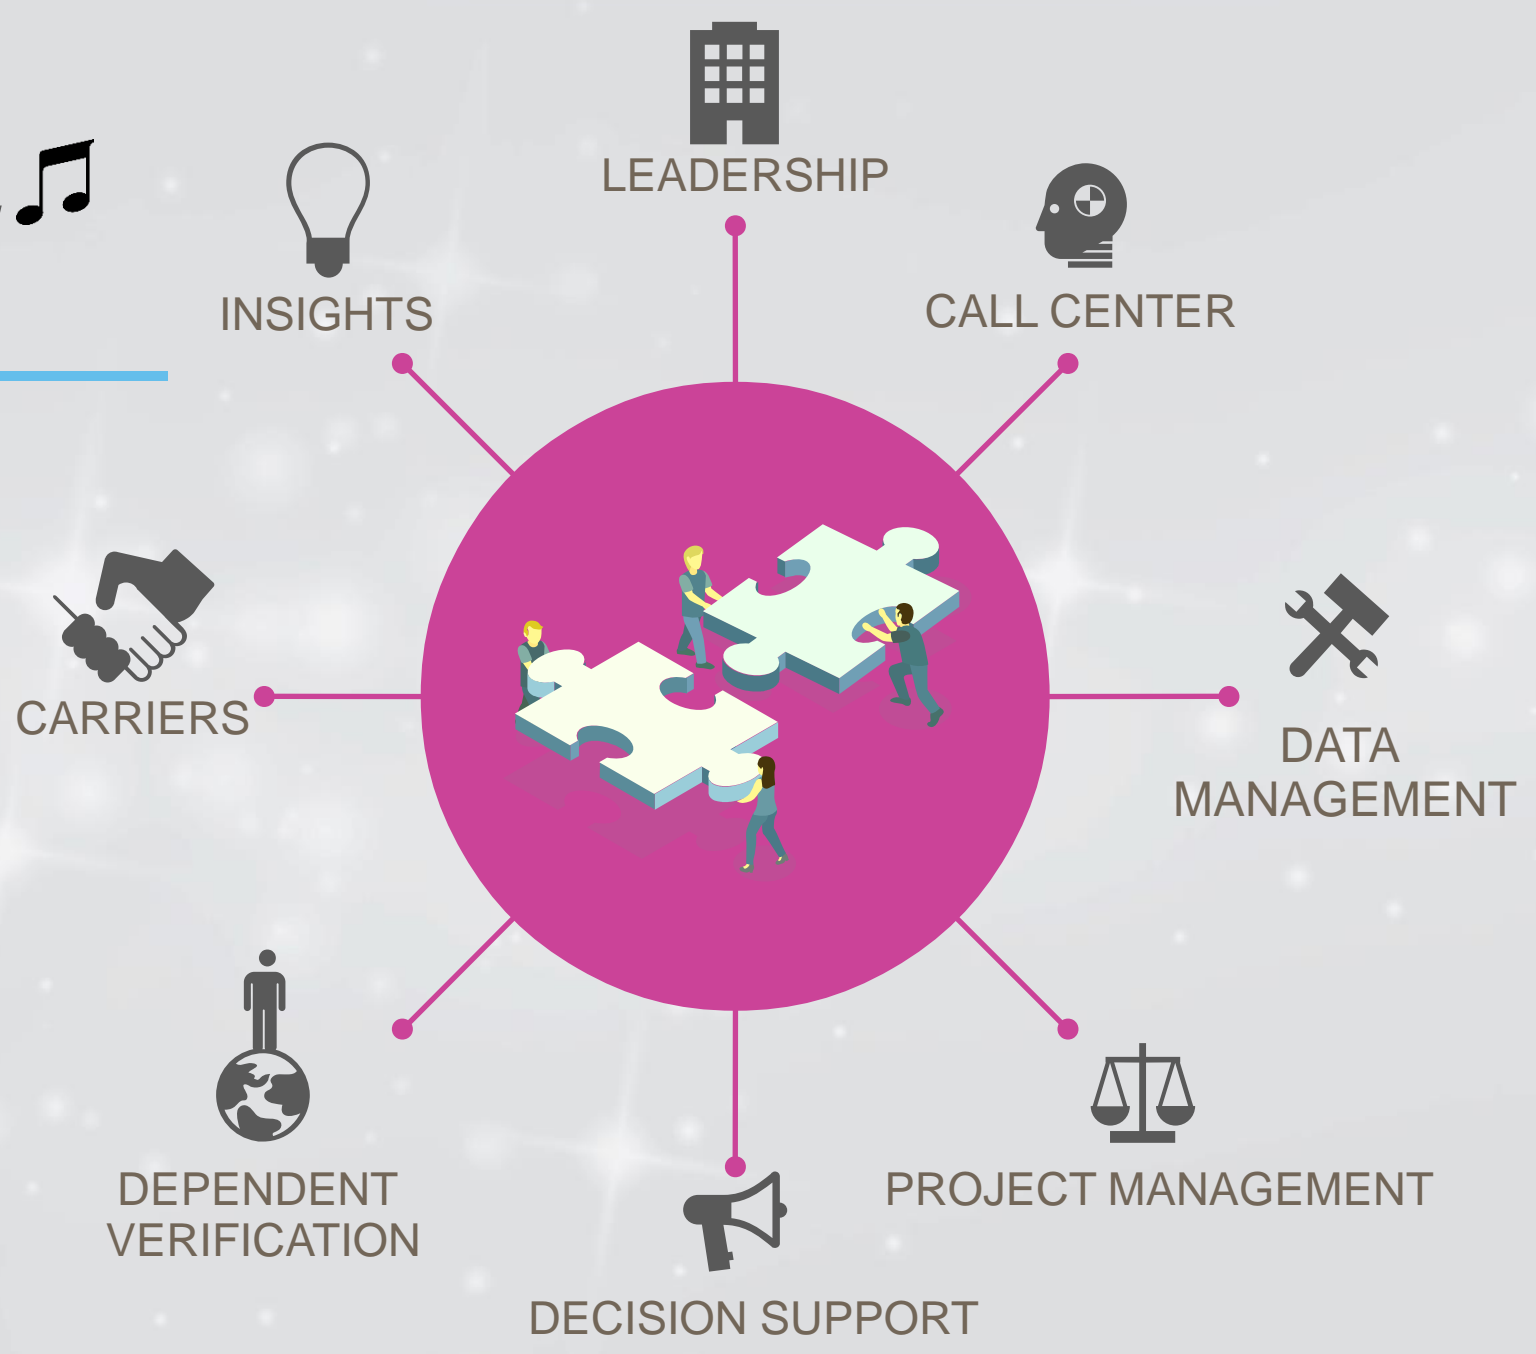 LEADERSHIP
INSIGHTS
CALL CENTER
CARRIERS
DATA
MANAGEMENT
DEPENDENT
VERIFICATION
PROJECT MANAGEMENT
DECISION SUPPORT